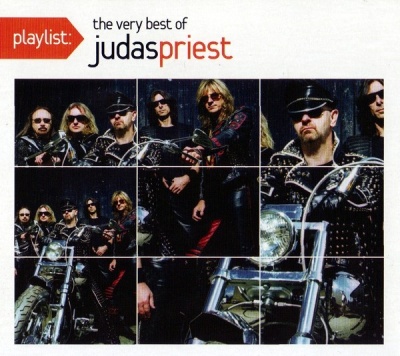 playlist:
the very best of
judaspriest